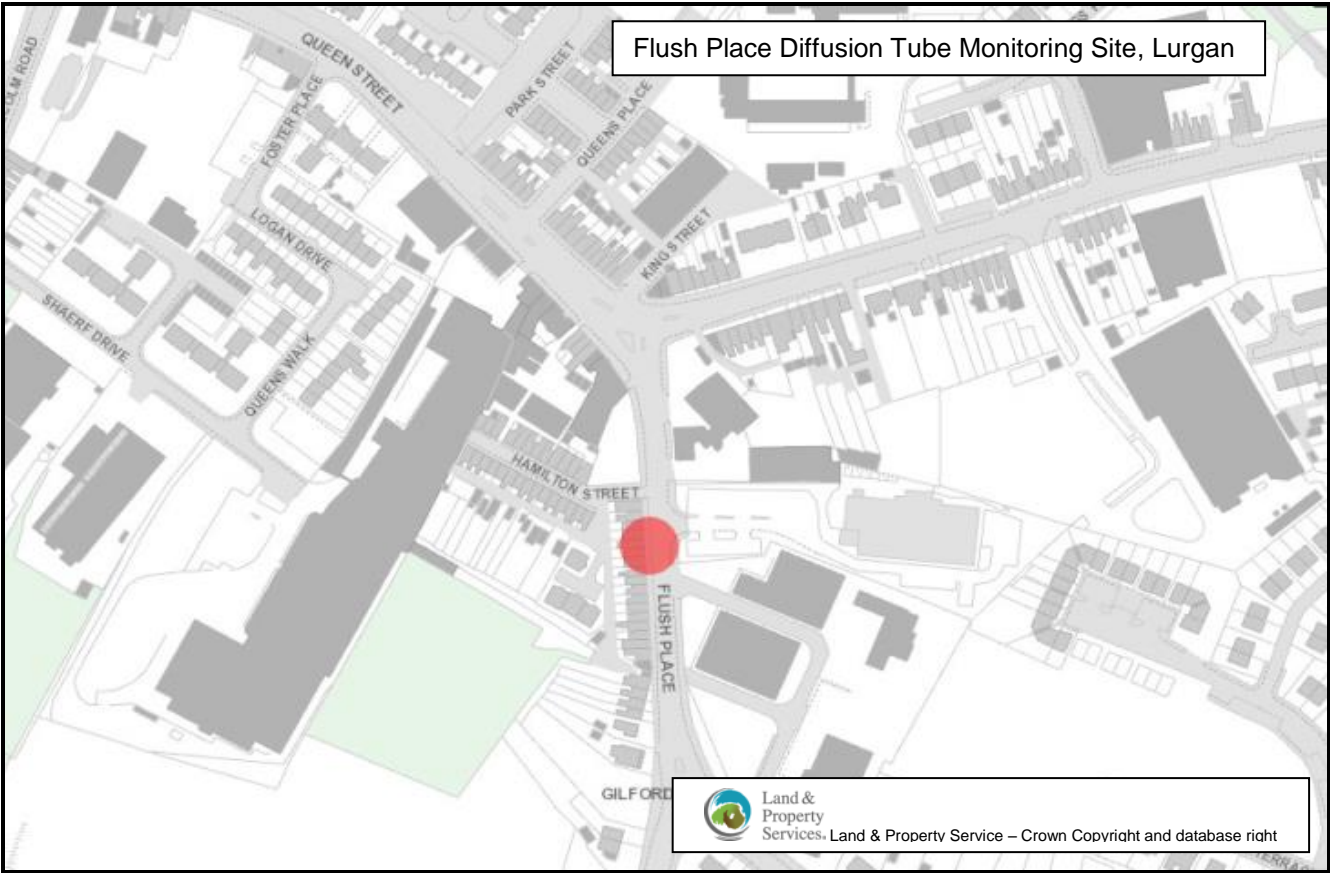 Flush Place Diffusion Tube Monitoring Site, Lurgan
QUEEN STREET
PARK STREET
QUEENS PLACE
FOSTER PLACE
LOGAN DRIVE
KING STREET
SHAERF DRIVE
QUEENS WALK
HAMILTON STREET
FLUSH PLACE
GILFORD
Land &
Property
Services. Land & Property Service – Crown Copyright and database right